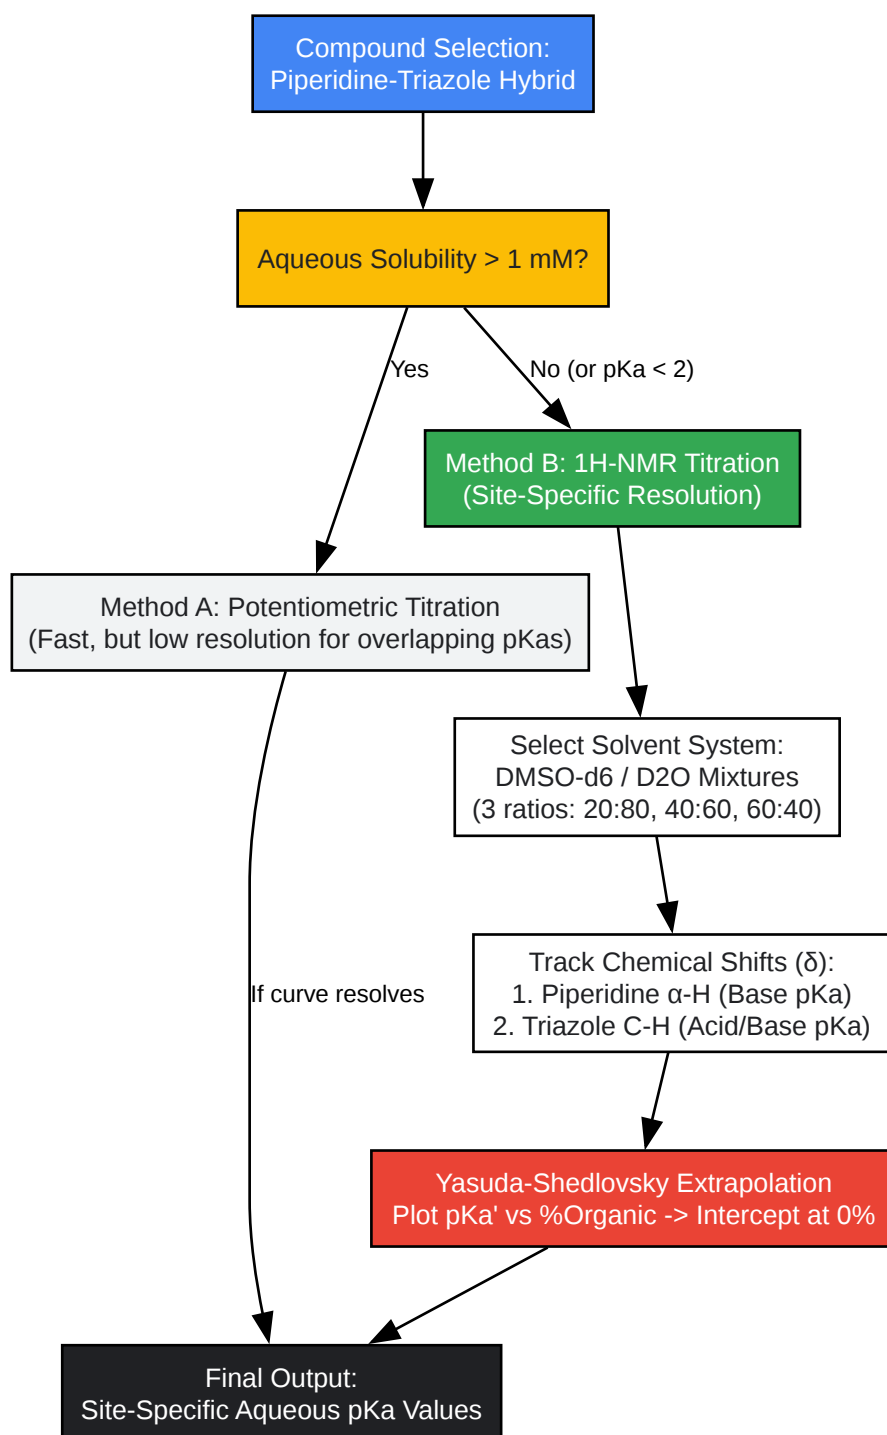 Compound Selection:
Piperidine-Triazole Hybrid
Aqueous Solubility > 1 mM?
Yes
No (or pKa < 2)
Method B: 1H-NMR Titration
(Site-Specific Resolution)
Method A: Potentiometric Titration
(Fast, but low resolution for overlapping pKas)
Select Solvent System:
DMSO-d6 / D2O Mixtures
(3 ratios: 20:80, 40:60, 60:40)
Track Chemical Shifts (δ):
1. Piperidine α-H (Base pKa)
2. Triazole C-H (Acid/Base pKa)
If curve resolves
Yasuda-Shedlovsky Extrapolation
Plot pKa' vs %Organic -> Intercept at 0%
Final Output:
Site-Specific Aqueous pKa Values